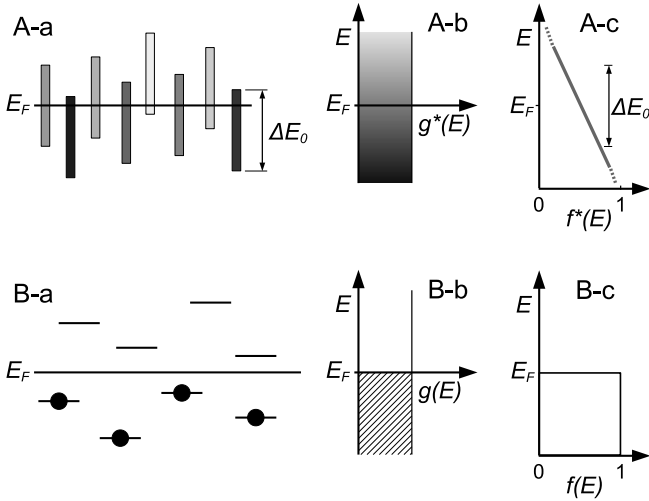 A-a
E_F
ΔE_0
E
A-b
E_F
g*(E)
E
A-c
E_F
ΔE_0
0
1
f*(E)
B-a
E_F
E
B-b
E_F
g(E)
E
B-c
E_F
0
1
f(E)